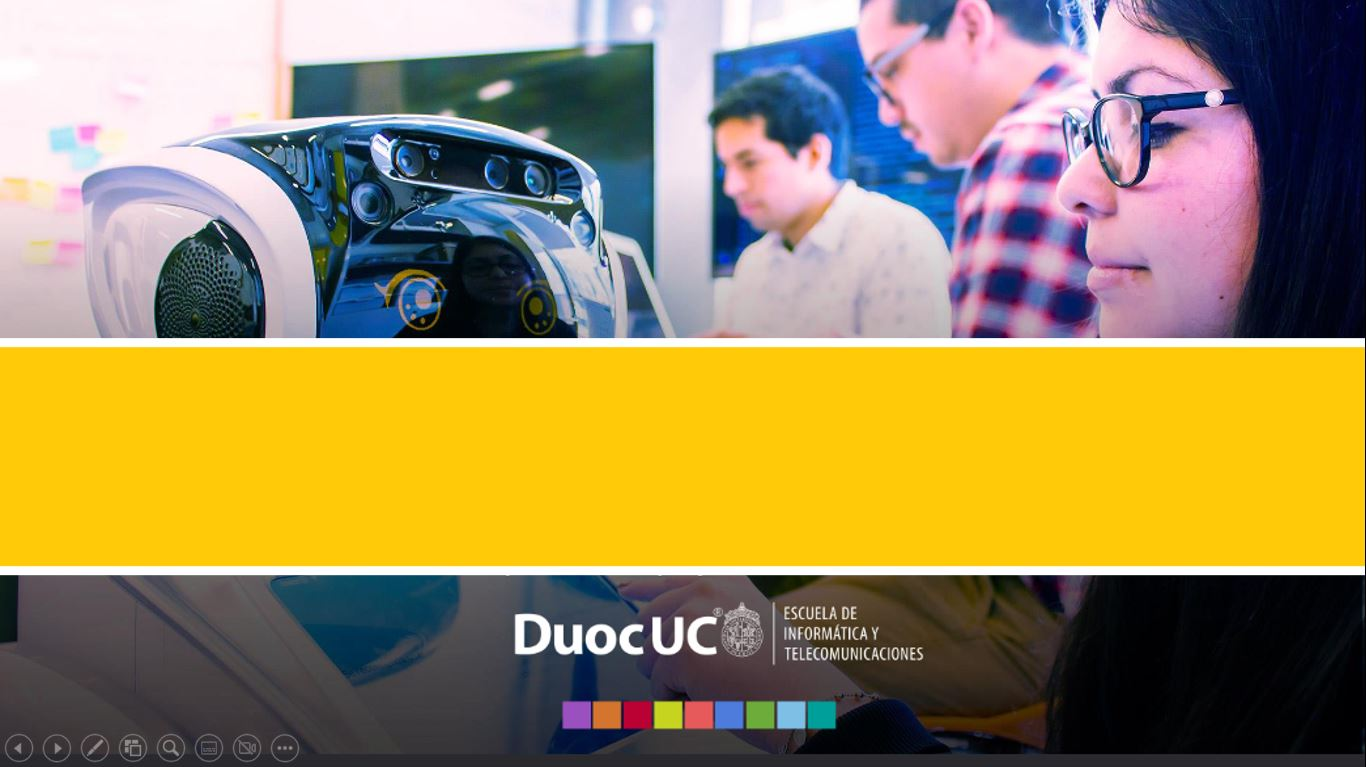 DuocUC®
ESCUELA DE
INFORMÁTICA Y
TELECOMUNICACIONES